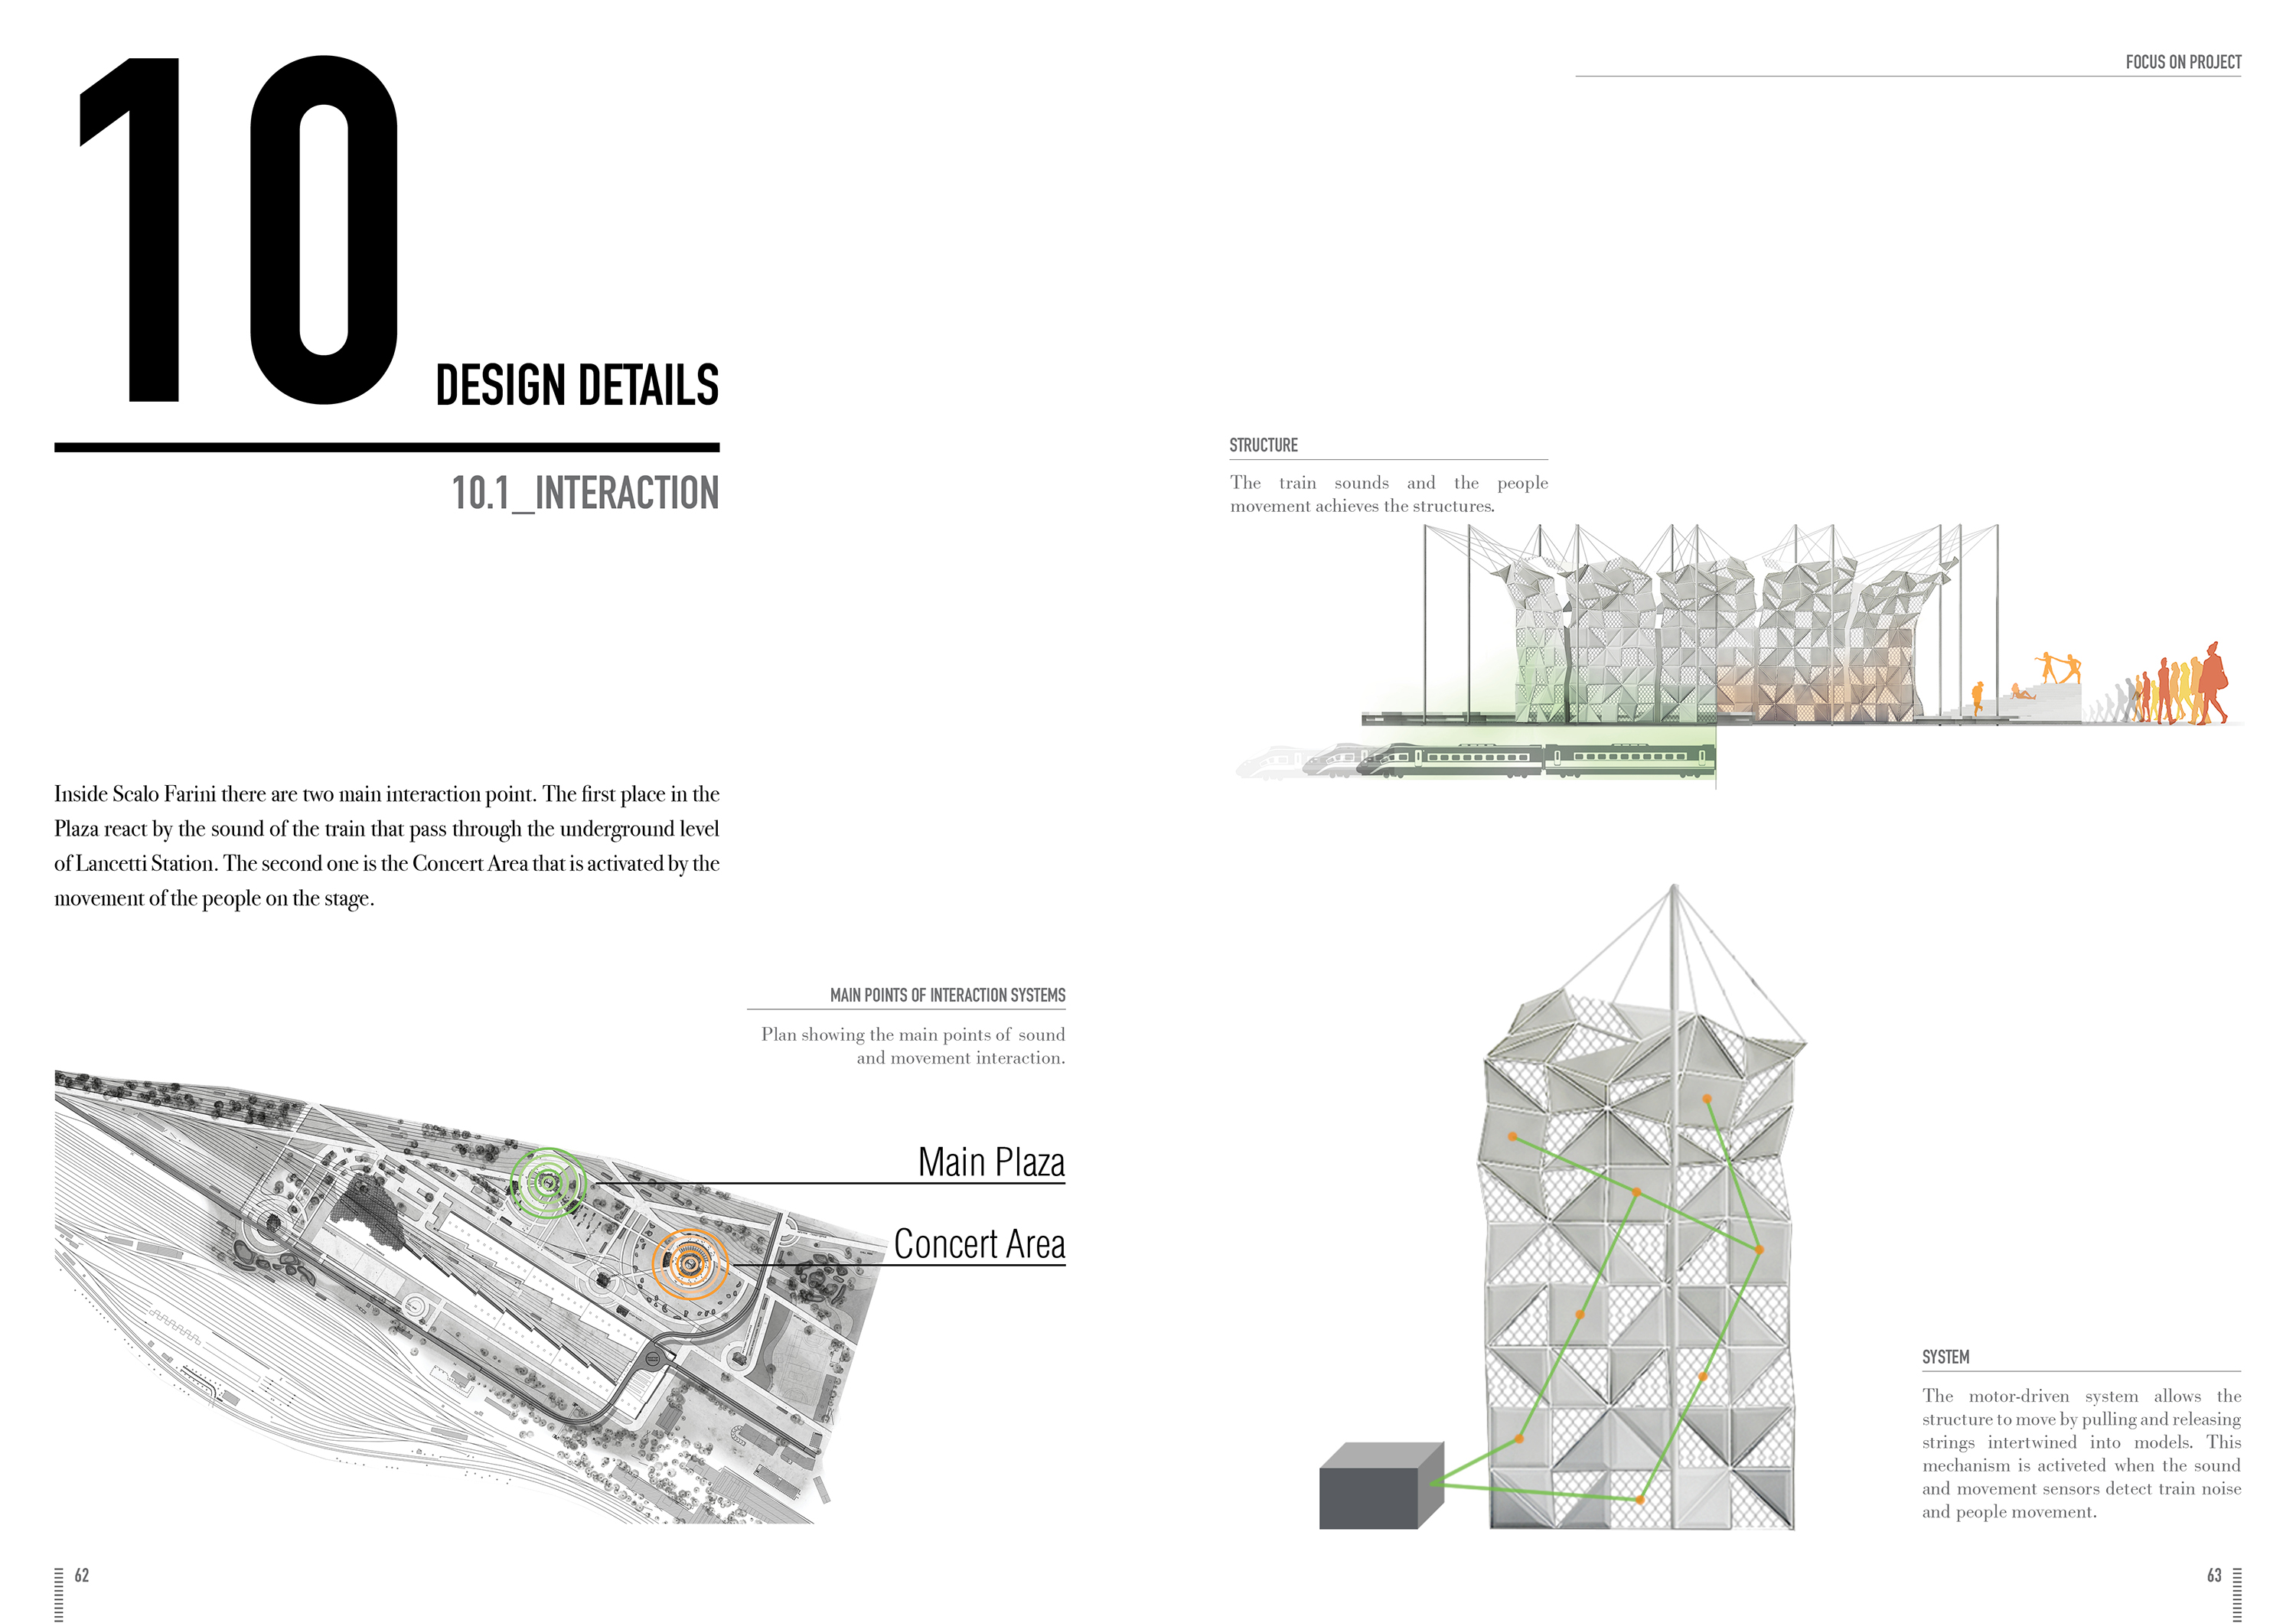 10
DESIGN DETAILS
10.1_INTERACTION
Inside Scalo Farini there are two main interaction point. The first place in the
Plaza react by the sound of the train that pass through the underground level
of Lancetti Station. The second one is the Concert Area that is activated by the
movement of the people on the stage.
MAIN POINTS OF INTERACTION SYSTEMS
Plan showing the main points of sound
and movement interaction.
Main Plaza
Concert Area
62
FOCUS ON PROJECT
STRUCTURE
The train sounds and the people
movement achieves the structures.
SYSTEM
The motor-driven system allows the
structure to move by pulling and releasing
strings intertwined into models. This
mechanism is activeted when the sound
and movement sensors detect train noise
and people movement.
63